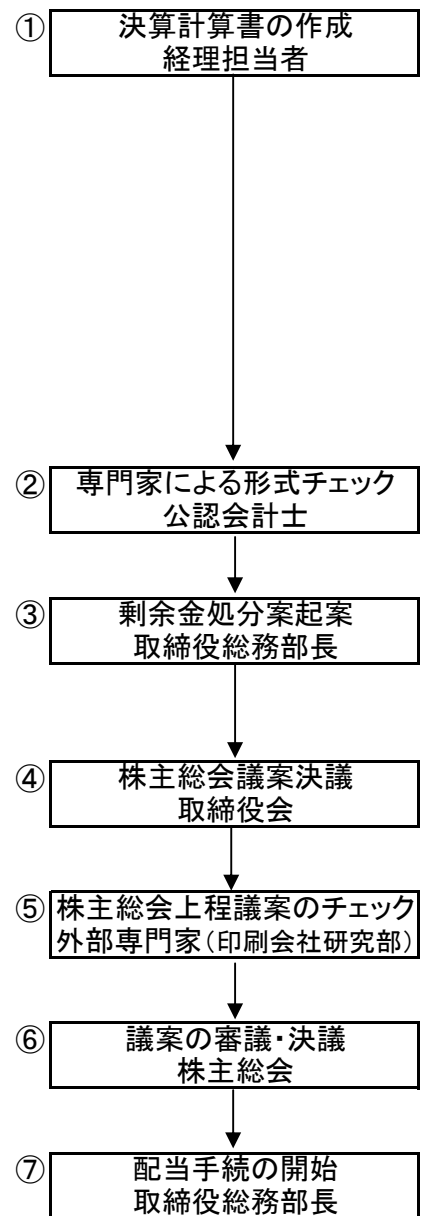 ① 決算計算書の作成
経理担当者
② 専門家による形式チェック
公認会計士
③ 剰余金処分案起案
取締役総務部長
④ 株主総会議案決議
取締役会
⑤ 株主総会上程議案のチェック
外部専門家(印刷会社研究部)
⑥ 議案の審議・決議
株主総会
⑦ 配当手続の開始
取締役総務部長